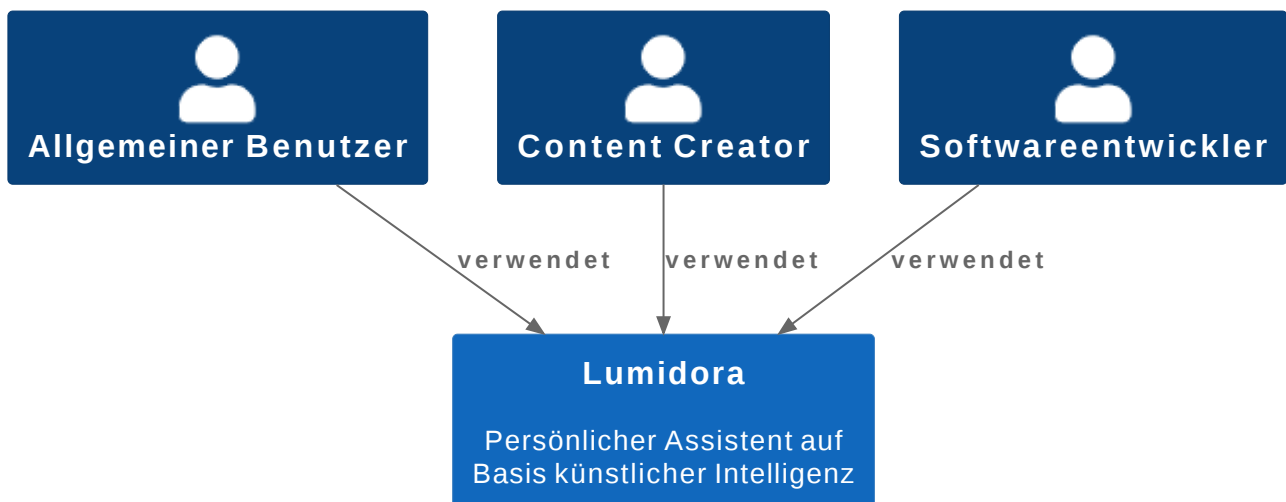 Allgemeiner Benutzer
Content Creator
Softwareentwickler
verwendet
verwendet
verwendet
Lumidora
Persönlicher Assistent auf
Basis künstlicher Intelligenz